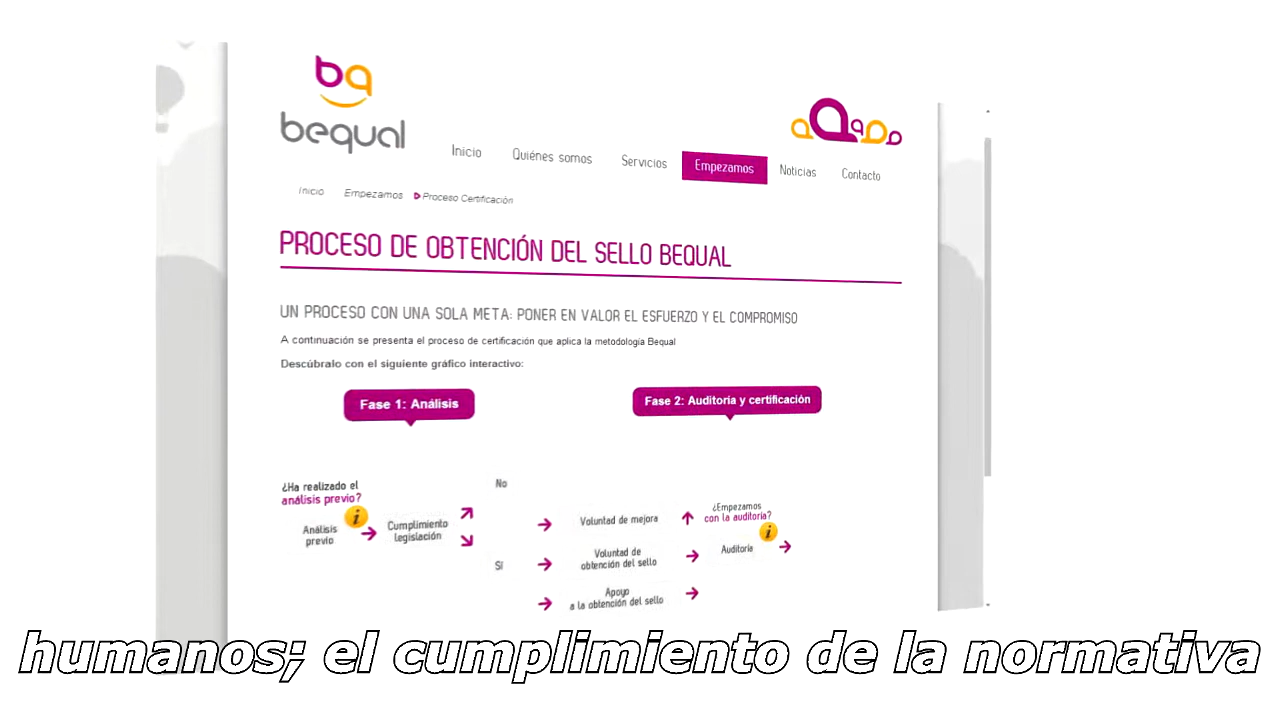 bq
bequal
Inicio Quiénes somos Servicios Empezamos Noticias Contacto
Inicio Empezamos Proceso Certificación
PROCESO DE OBTENCIÓN DEL SELLO BEQUAL
UN PROCESO CON UNA SOLA META: PONER EN VALOR EL ESFUERZO Y EL COMPROMISO
A continuación se presenta el proceso de certificación que aplica la metodología Bequal
Descúbralo con el siguiente gráfico interactivo:
Fase 1: Análisis
Fase 2: Auditoría y certificación
¿Ha realizado el
análisis previo?
i
Análisis
previo
Cumplimiento
legislación
No
SI
Voluntad de mejora
Voluntad de
obtención del sello
Apoyo
a la obtención del sello
¿Empezamos
con la auditoría?
i
Auditoría
humanos; el cumplimiento de la normativa